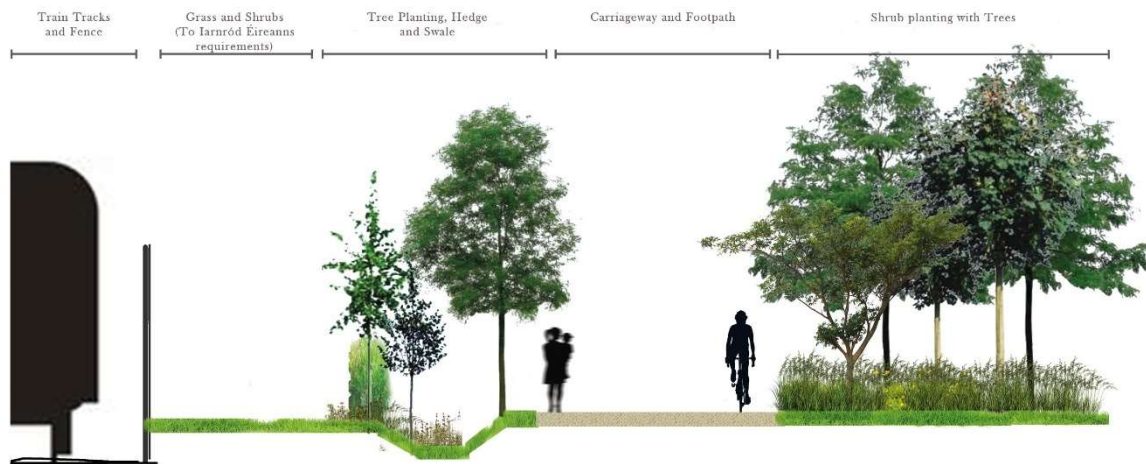 Train Tracks
and Fence
Grass and Shrubs
(To Iarnród Éireanns
requirements)
Tree Planting, Hedge
and Swale
Carriageway and Footpath
Shrub planting with Trees